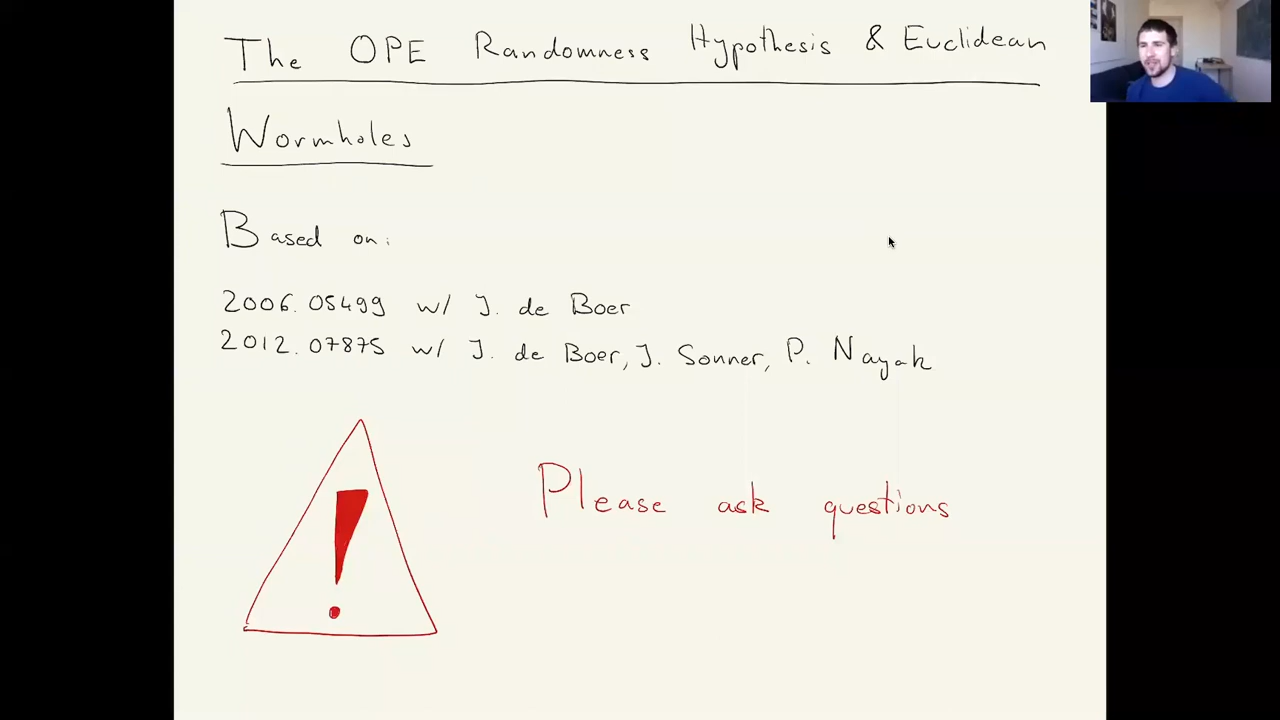 The OPE Randomness Hypothesis & Euclidean
Wormholes
Based on:
2006.05499 w/ J. de Boer
2012.07875 w/ J. de Boer, J. Sonner, P. Nayak
!
Please ask questions